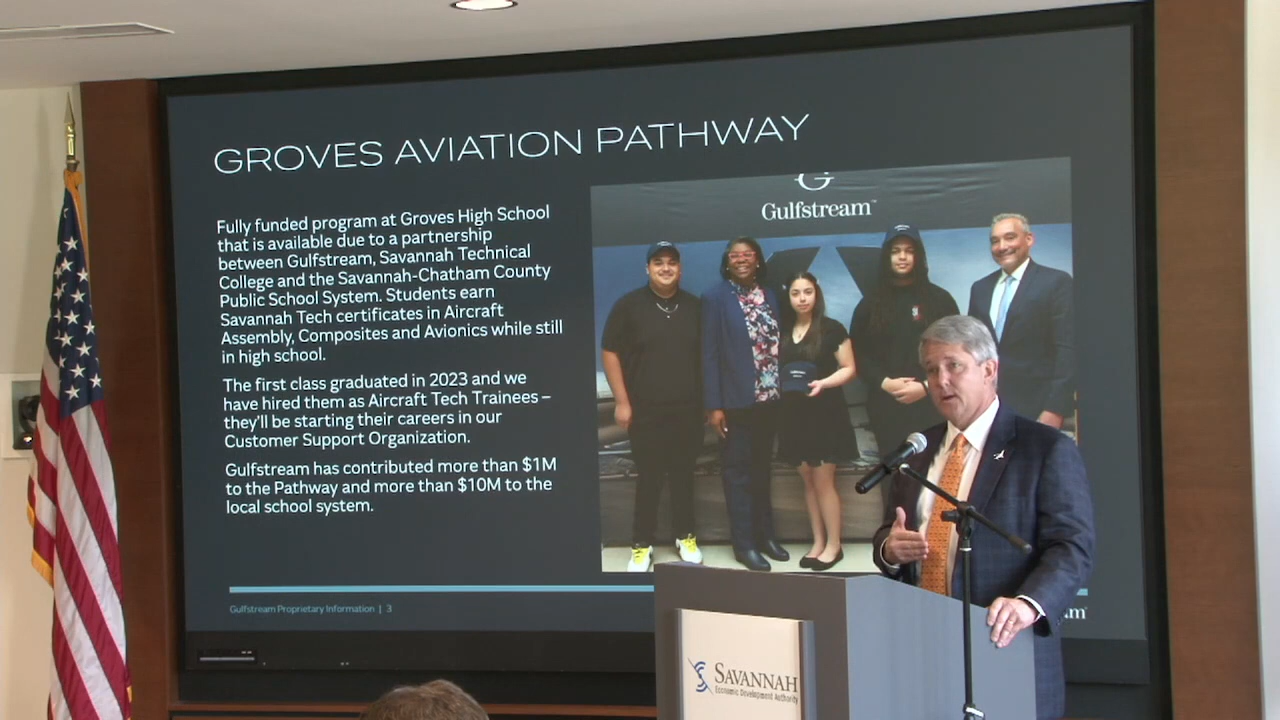 GROVES AVIATION PATHWAY
Fully funded program at Groves High School
that is available due to a partnership
between Gulfstream, Savannah Technical
College and the Savannah-Chatham County
Public School System. Students earn
Savannah Tech certificates in Aircraft
Assembly, Composites and Avionics while still
in high school.
The first class graduated in 2023 and we
have hired them as Aircraft Tech Trainees –
they'll be starting their careers in our
Customer Support Organization.
Gulfstream has contributed more than $1M
to the Pathway and more than $10M to the
local school system.
G
Gulfstream™
Gulfstream Proprietary Information | 3
SAVANNAH
Economic Development Authority